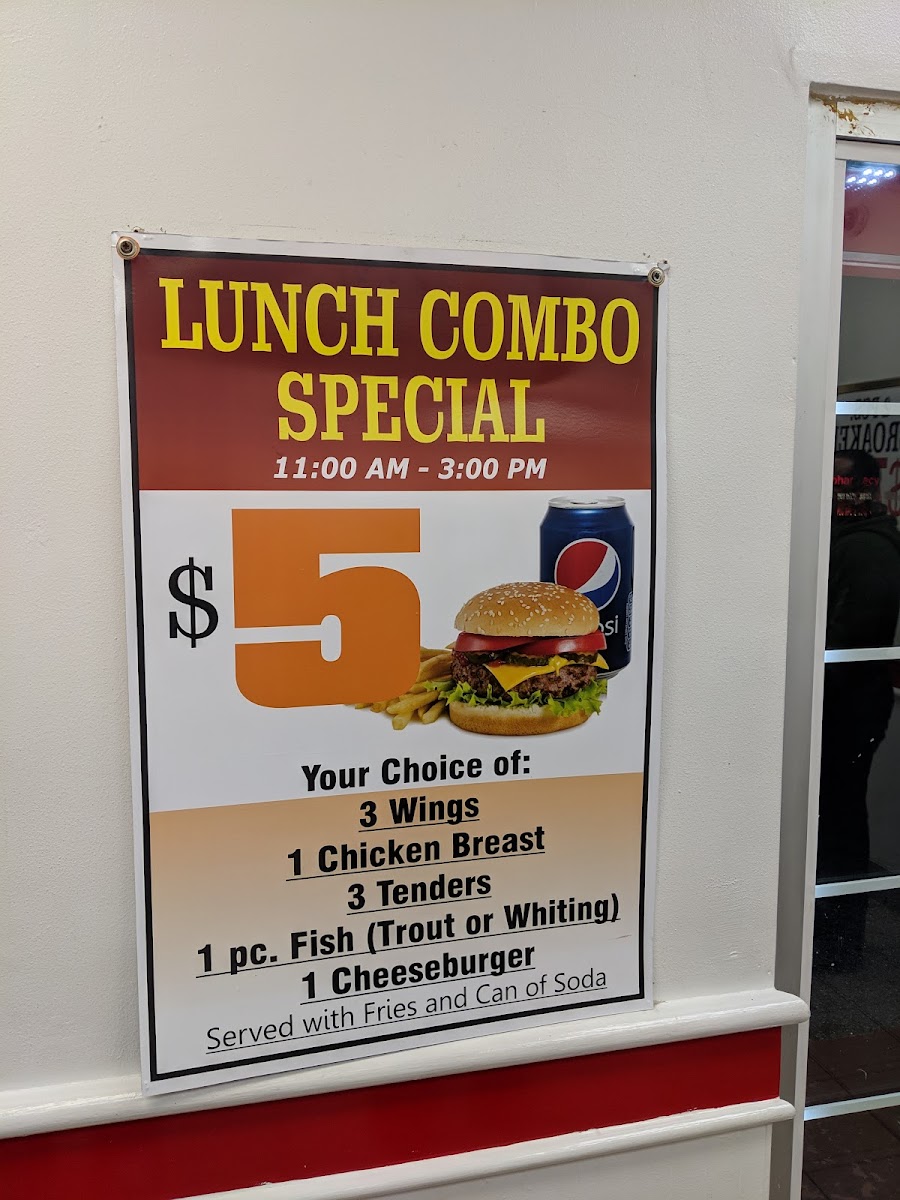 LUNCH COMBO
SPECIAL
11:00 AM - 3:00 PM
$5
Your Choice of:
3 Wings
1 Chicken Breast
3 Tenders
1 pc. Fish (Trout or Whiting)
1 Cheeseburger
Served with Fries and Can of Soda